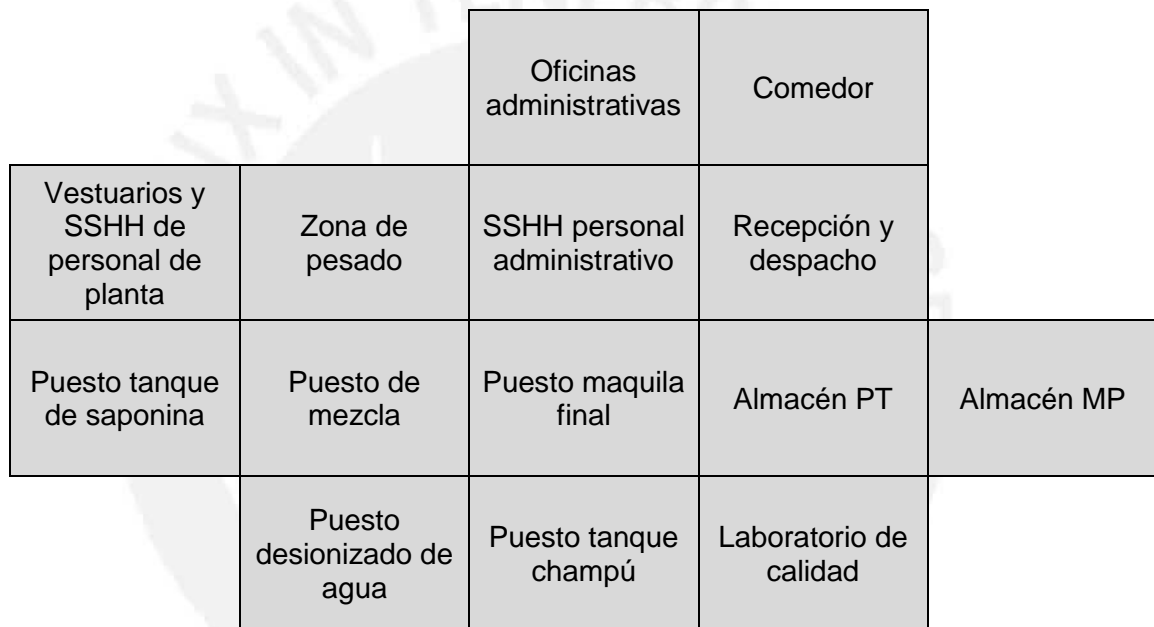 Oficinas
administrativas
Comedor
Vestuarios y
SSHH de
personal de
planta
Zona de
pesado
SSHH personal
administrativo
Recepción y
despacho
Puesto tanque
de saponina
Puesto de
mezcla
Puesto maquila
final
Almacén PT
Almacén MP
Puesto
desionizado de
agua
Puesto tanque
champú
Laboratorio de
calidad